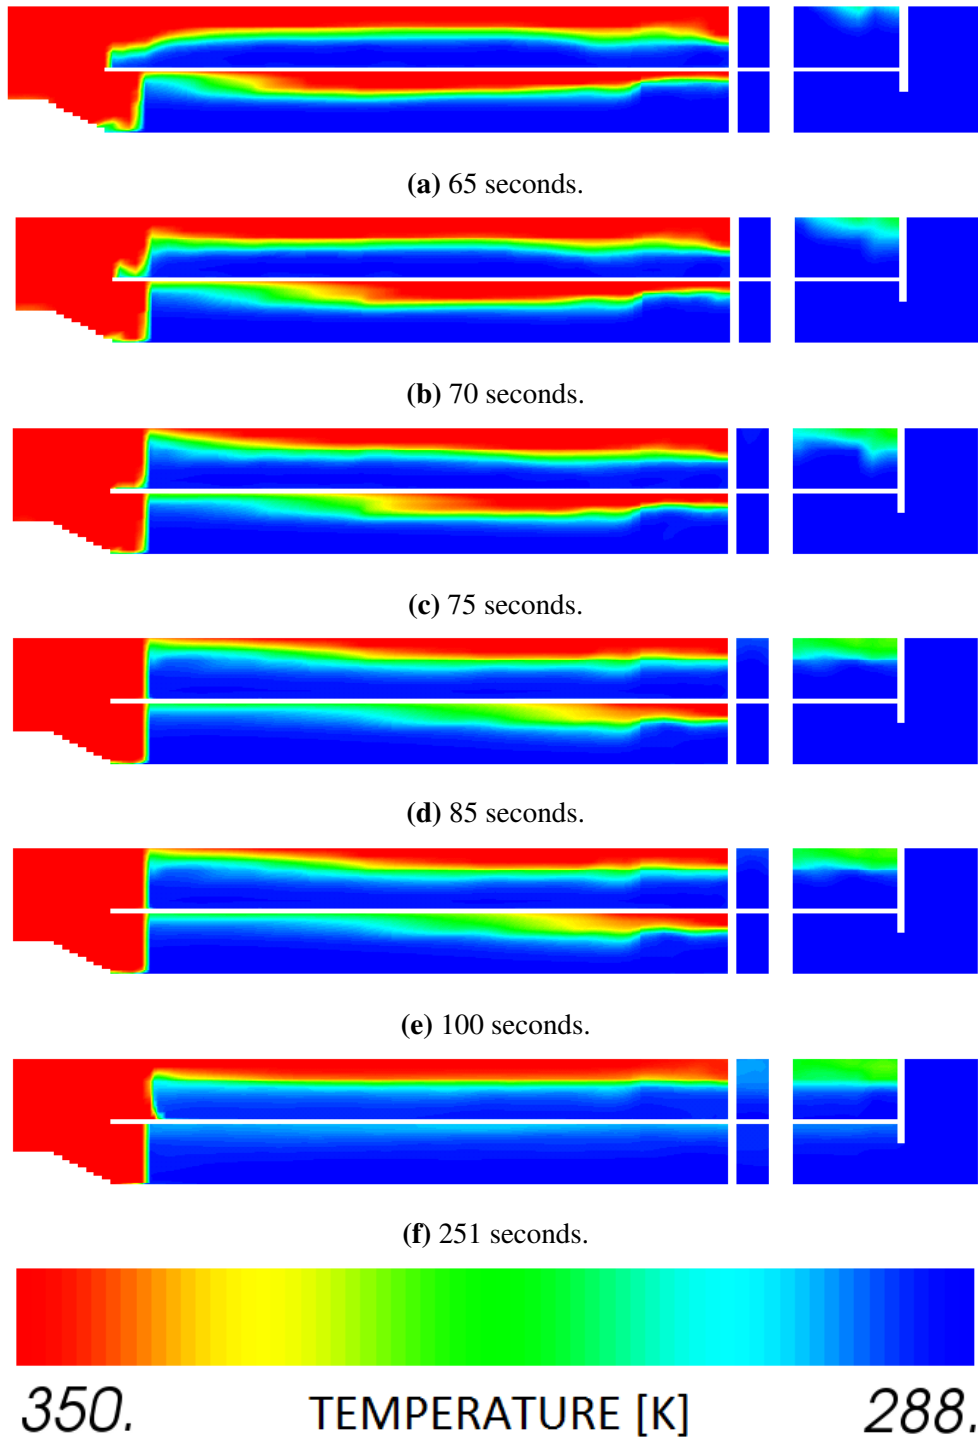 (a) 65 seconds.
(b) 70 seconds.
(c) 75 seconds.
(d) 85 seconds.
(e) 100 seconds.
(f) 251 seconds.
350. TEMPERATURE [K] 288.